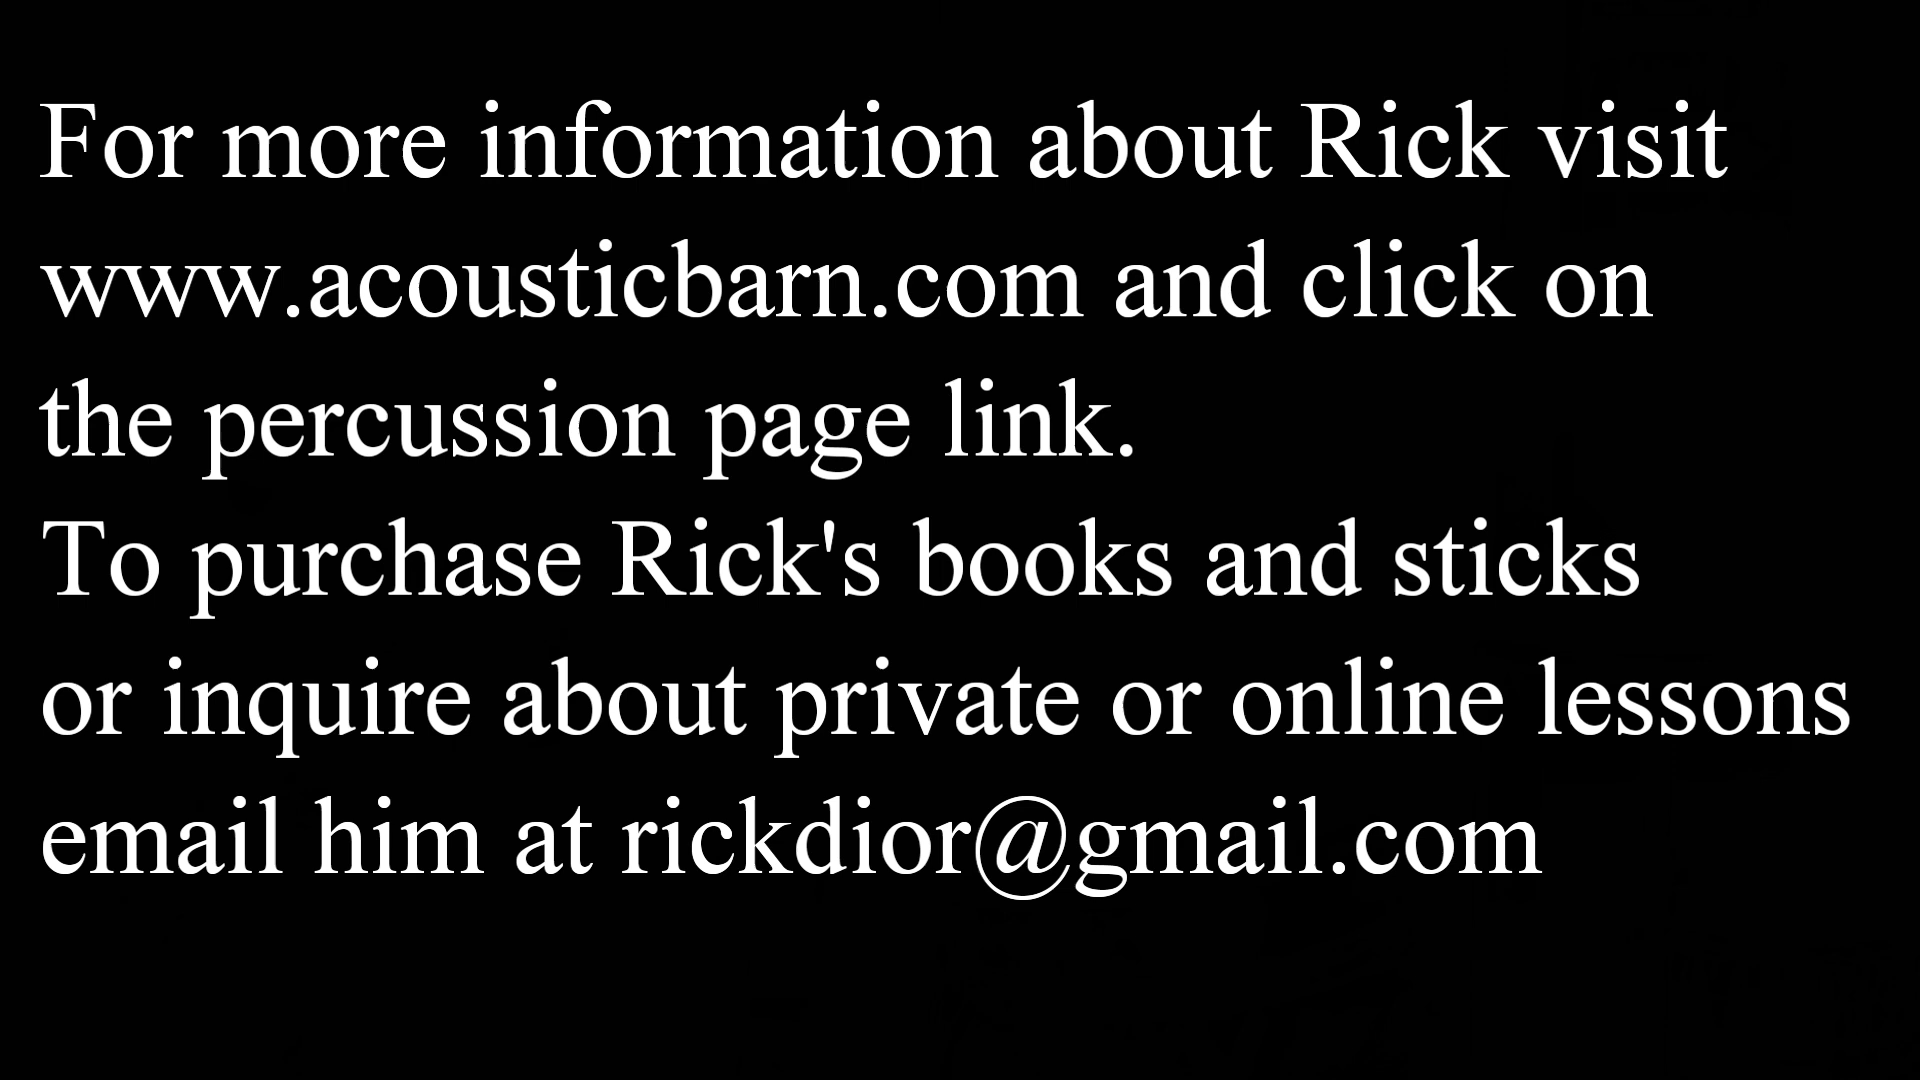 For more information about Rick visit
www.acousticbarn.com and click on
the percussion page link.
To purchase Rick's books and sticks
or inquire about private or online lessons
email him at rickdior@gmail.com